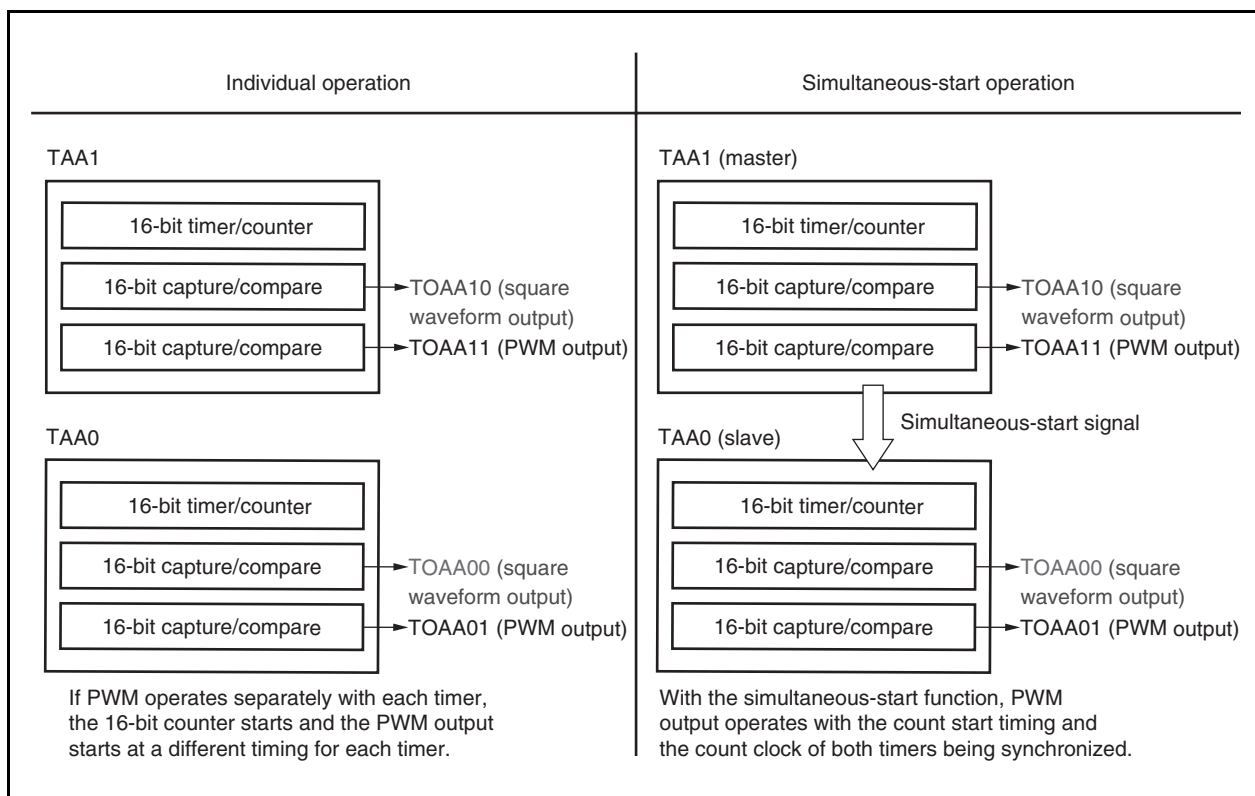 Individual operation
TAA1
16-bit timer/counter
16-bit capture/compare
TOAA10 (square
waveform output)
16-bit capture/compare
TOAA11 (PWM output)
TAA0
16-bit timer/counter
16-bit capture/compare
TOAA00 (square
waveform output)
16-bit capture/compare
TOAA01 (PWM output)
If PWM operates separately with each timer,
the 16-bit counter starts and the PWM output
starts at a different timing for each timer.
Simultaneous-start operation
TAA1 (master)
16-bit timer/counter
16-bit capture/compare
TOAA10 (square
waveform output)
16-bit capture/compare
TOAA11 (PWM output)
Simultaneous-start signal
TAA0 (slave)
16-bit timer/counter
16-bit capture/compare
TOAA00 (square
waveform output)
16-bit capture/compare
TOAA01 (PWM output)
With the simultaneous-start function, PWM
output operates with the count start timing and
the count clock of both timers being synchronized.